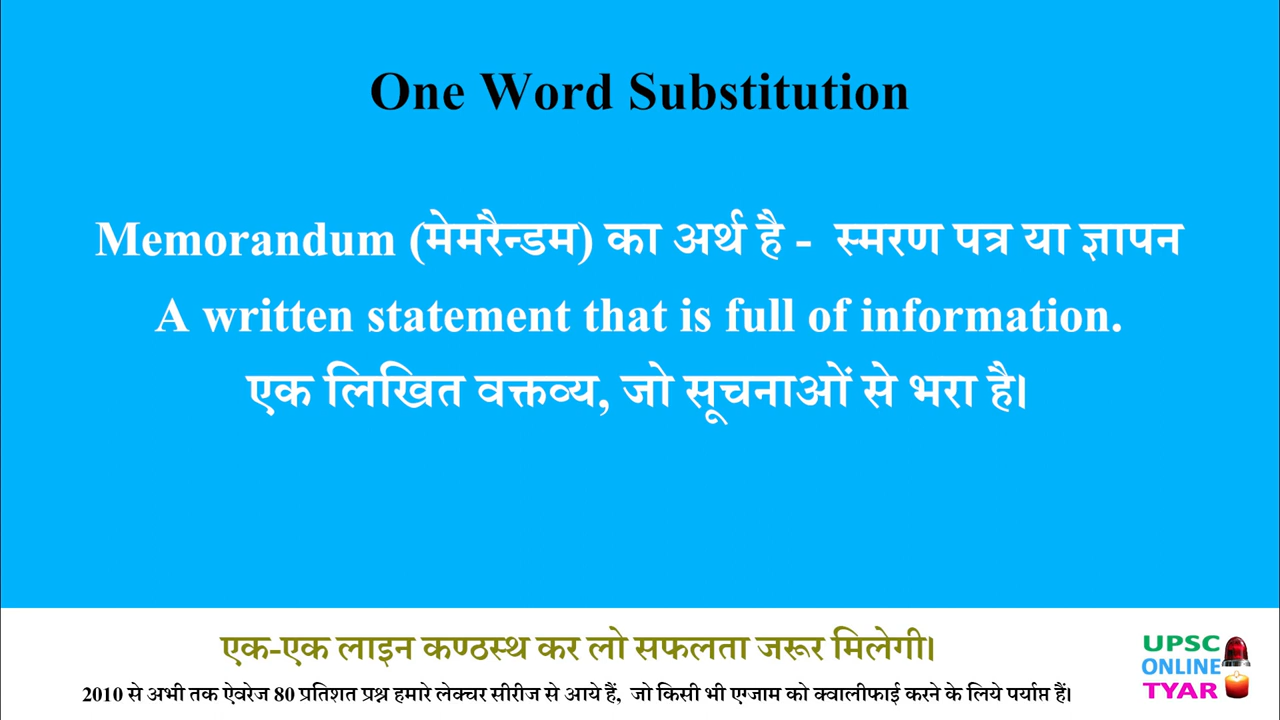 One Word Substitution
Memorandum (मेमरैन्डम) का अर्थ है - स्मरण पत्र या ज्ञापन
A written statement that is full of information.
एक लिखित वक्तव्य, जो सूचनाओं से भरा है।
एक-एक लाइन कण्ठस्थ कर लो सफलता जरूर मिलेगी।
2010 से अभी तक ऐवरेज 80 प्रतिशत प्रश्न हमारे लेक्चर सीरीज से आये हैं, जो किसी भी एग्जाम को क्वालीफाई करने के लिये पर्याप्त हैं।
UPSC
ONLINE
TYAR